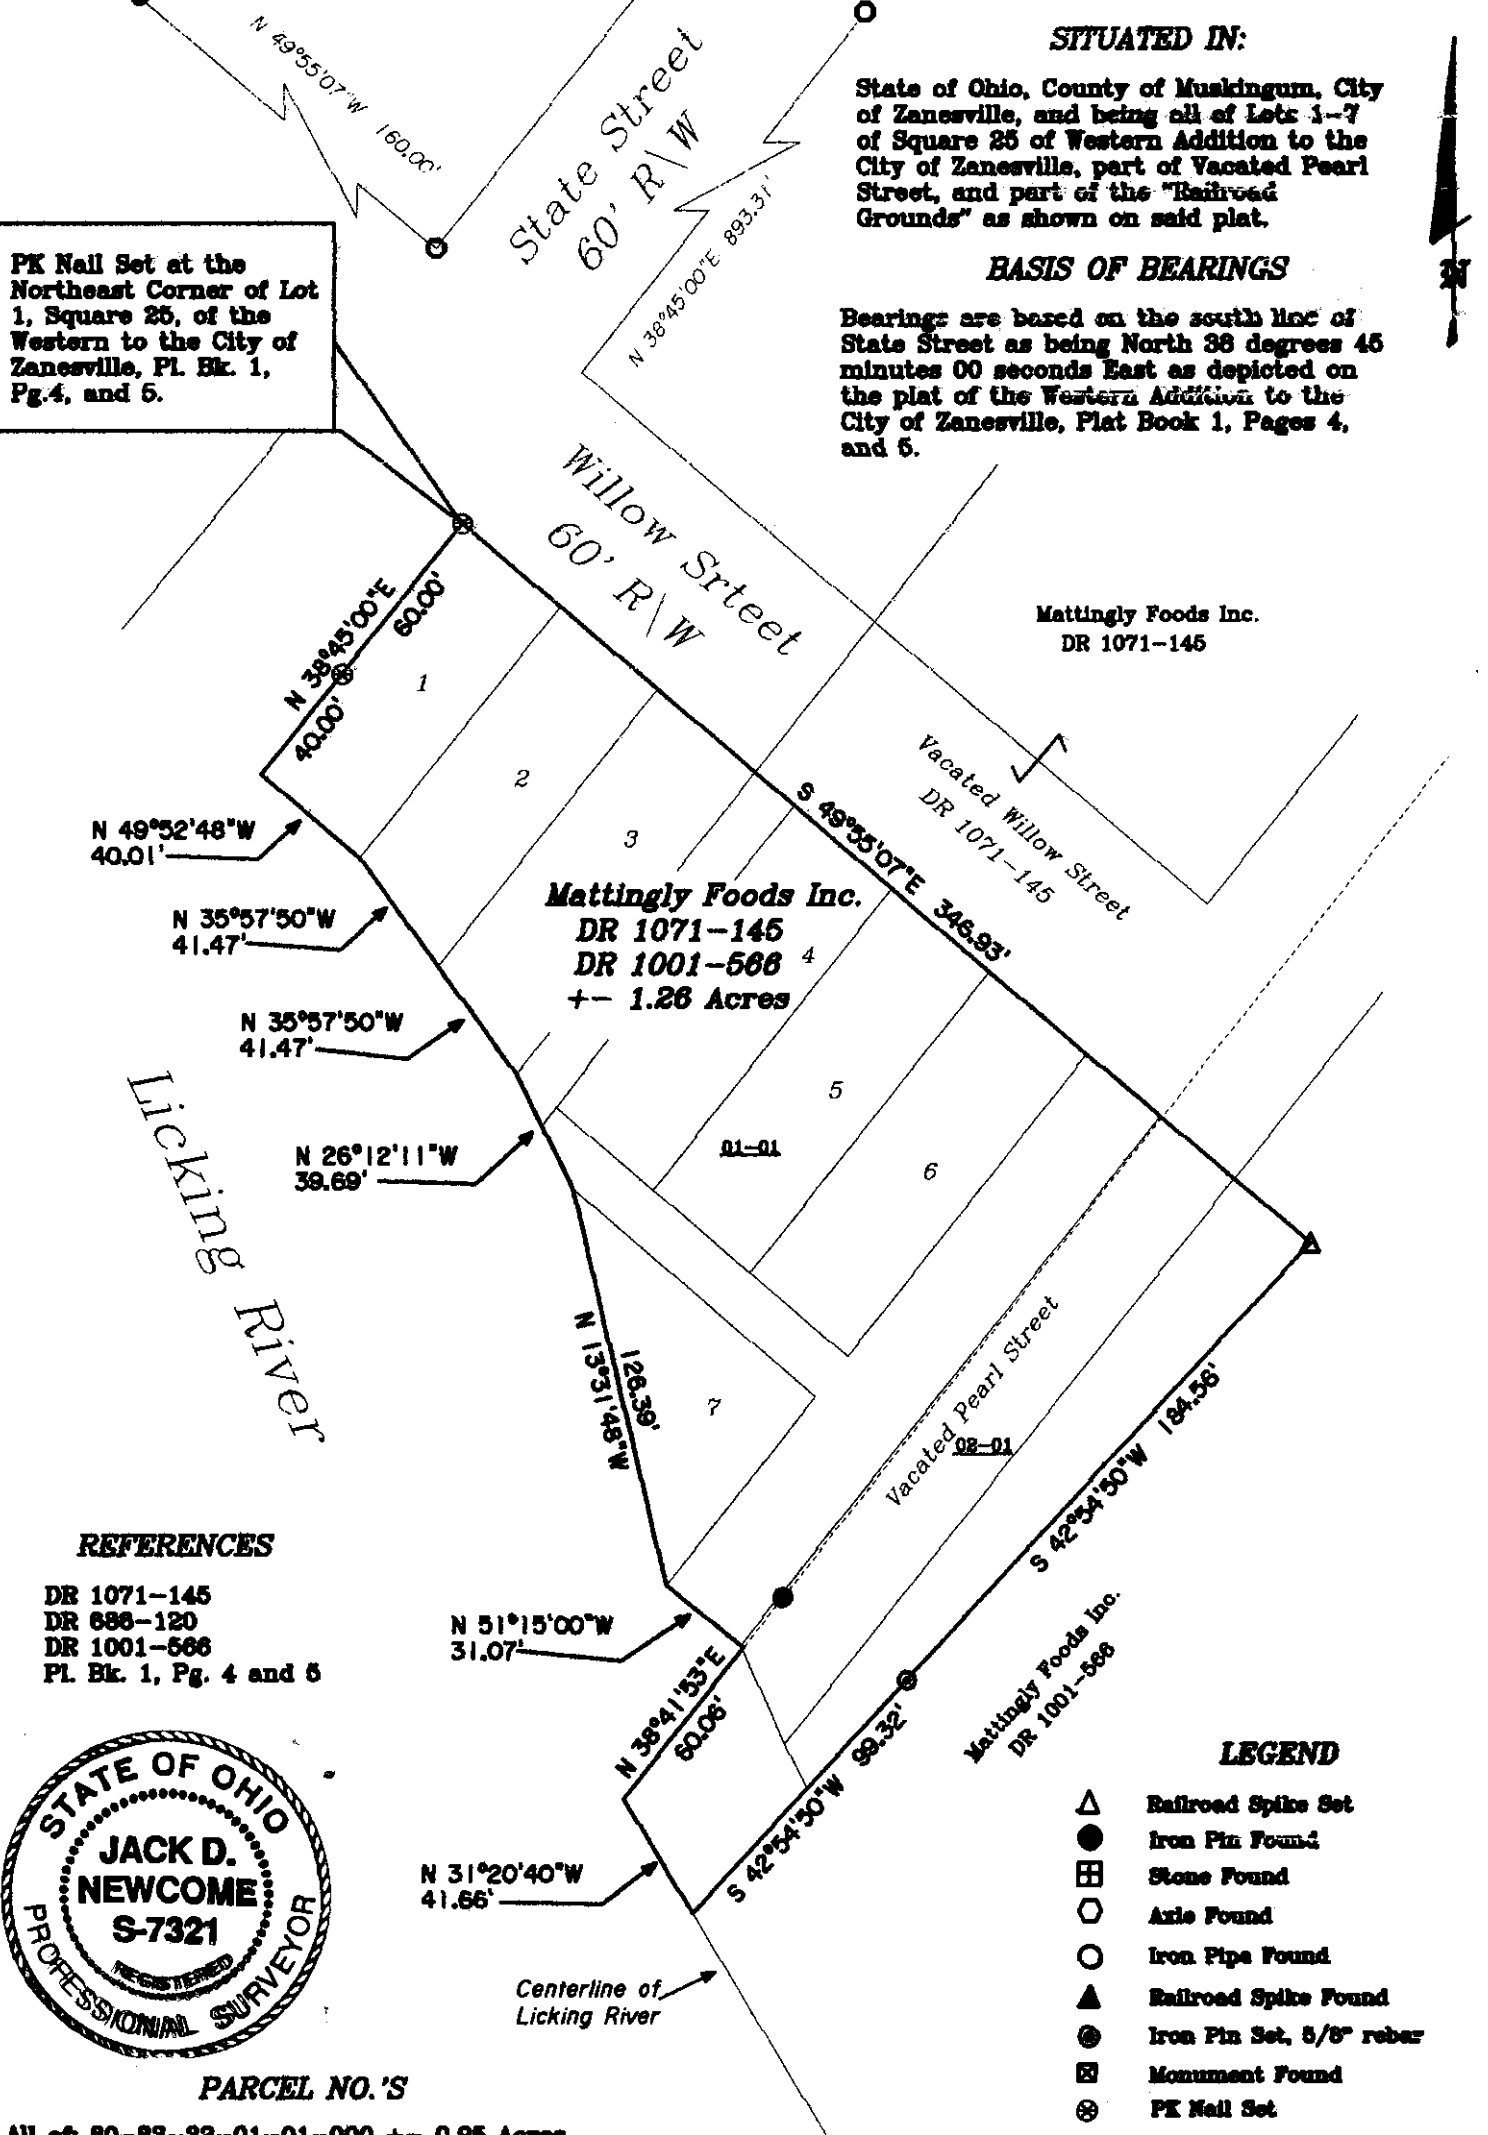 N 49°55'07"W 160.00'
State Street
60' R\W
N 38°45'00"E 893.31'
SITUATED IN:
State of Ohio, County of Muskingum, City
of Zanesville, and being all of Lots 1-7
of Square 25 of Western Addition to the
City of Zanesville, part of Vacated Pearl
Street, and part of the "Railroad
Grounds" as shown on said plat.
N
BASIS OF BEARINGS
Bearings are based on the south line of
State Street as being North 38 degrees 45
minutes 00 seconds East as depicted on
the plat of the Western Addition to the
City of Zanesville, Plat Book 1, Pages 4,
and 5.
PK Nail Set at the
Northeast Corner of Lot
1, Square 25, of the
Western to the City of
Zanesville, Pl. Bk. 1,
Pg.4, and 5.
Willow Srteet
60' R\W
Mattingly Foods Inc.
DR 1071-145
N 38°45'00"E
60.00'
40.00'
1
2
3
Vacated Willow Street
DR 1071-145
S 49°55'07"E 346.93'
N 49°52'48"W
40.01'
N 35°57'50"W
41.47'
Mattingly Foods Inc.
DR 1071-145
DR 1001-566
+- 1.26 Acres
4
N 35°57'50"W
41.47'
5
01-01
6
N 26°12'11"W
39.69'
Licking River
N 13°31'48"W
126.39'
7
Vacated Pearl Street
02-01
S 42°54'50"W 184.56'
REFERENCES
DR 1071-145
DR 686-120
DR 1001-566
Pl. Bk. 1, Pg. 4 and 5
N 51°15'00"W
31.07'
N 38°41'53"E
60.06'
Mattingly Foods Inc.
DR 1001-566
S 42°54'50"W 99.32'
N 31°20'40"W
41.66'
Centerline of
Licking River
STATE OF OHIO
JACK D.
NEWCOME
S-7321
REGISTERED
PROFESSIONAL SURVEYOR
LEGEND
Railroad Spike Set
Iron Pin Found
Stone Found
Axle Found
Iron Pipe Found
Railroad Spike Found
Iron Pin Set, 5/8" rebar
Monument Found
PK Nail Set
PARCEL NO.'S